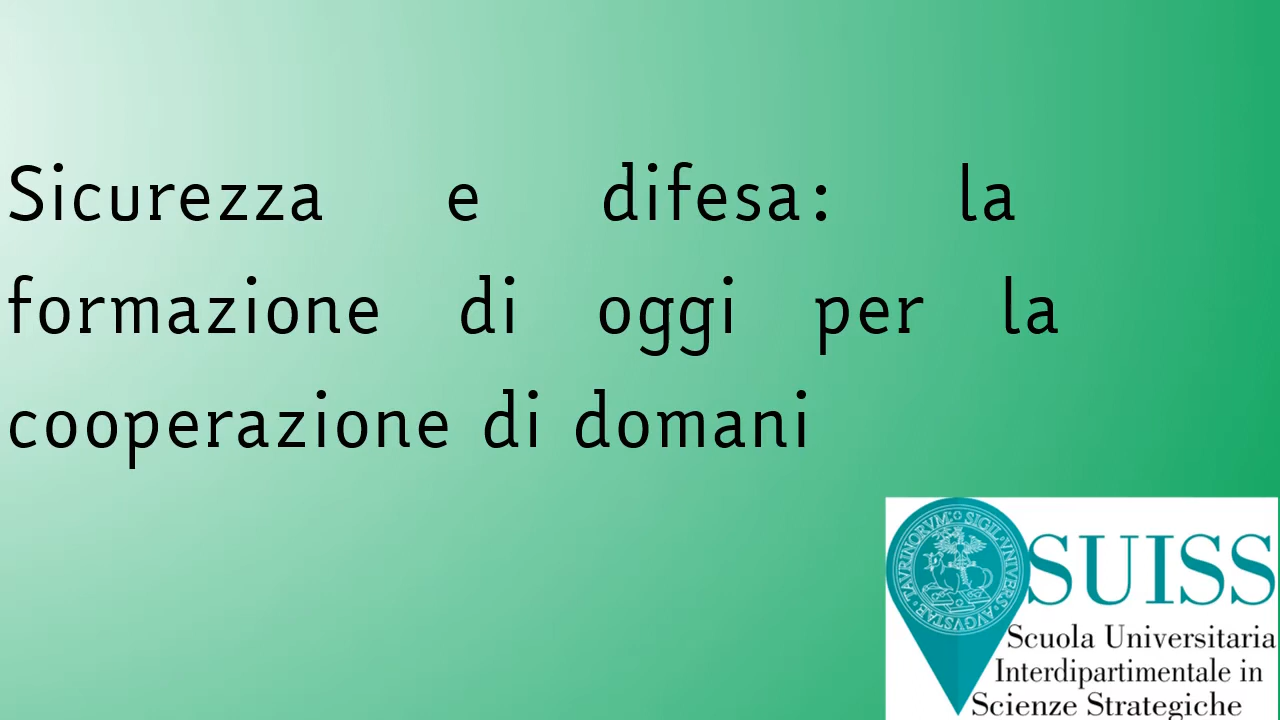 Sicurezza e difesa: la
formazione di oggi per la
cooperazione di domani
SUISS
Scuola Universitaria
Interdipartimentale in
Scienze Strategiche